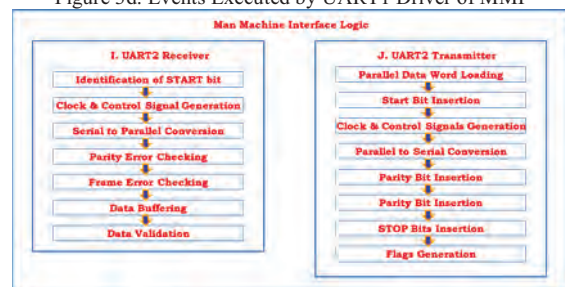 Figure 5d. Events Executed by UART1 Driver of MMI
Man Machine Interface Logic
I. UART2 Receiver
Identification of START bit
Clock & Control Signal Generation
Serial to Parallel Conversion
Parity Error Checking
Frame Error Checking
Data Buffering
Data Validation
J. UART2 Transmitter
Parallel Data Word Loading
Start Bit Insertion
Clock & Control Signals Generation
Parallel to Serial Conversion
Parity Bit Insertion
Parity Bit Insertion
STOP Bits Insertion
Flags Generation